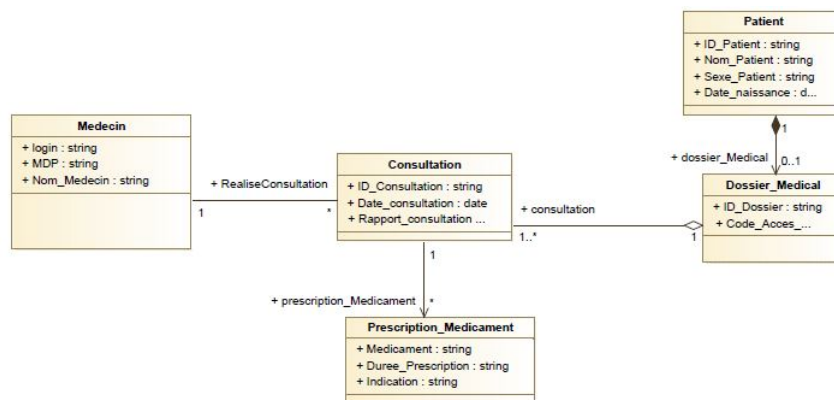 Patient
+ ID_Patient : string
+ Nom_Patient : string
+ Sexe_Patient : string
+ Date_naissance : d...
Medecin
+ login : string
+ MDP : string
+ Nom_Medecin : string
+ RealiseConsultation
1
*
Consultation
+ ID_Consultation : string
+ Date_consultation : date
+ Rapport_consultation ...
1
+ dossier_Medical
0..1
Dossier_Medical
+ ID_Dossier : string
+ Code_Acces_...
+ consultation
1..*
1
1
+ prescription_Medicament
*
Prescription_Medicament
+ Medicament : string
+ Duree_Prescription : string
+ Indication : string